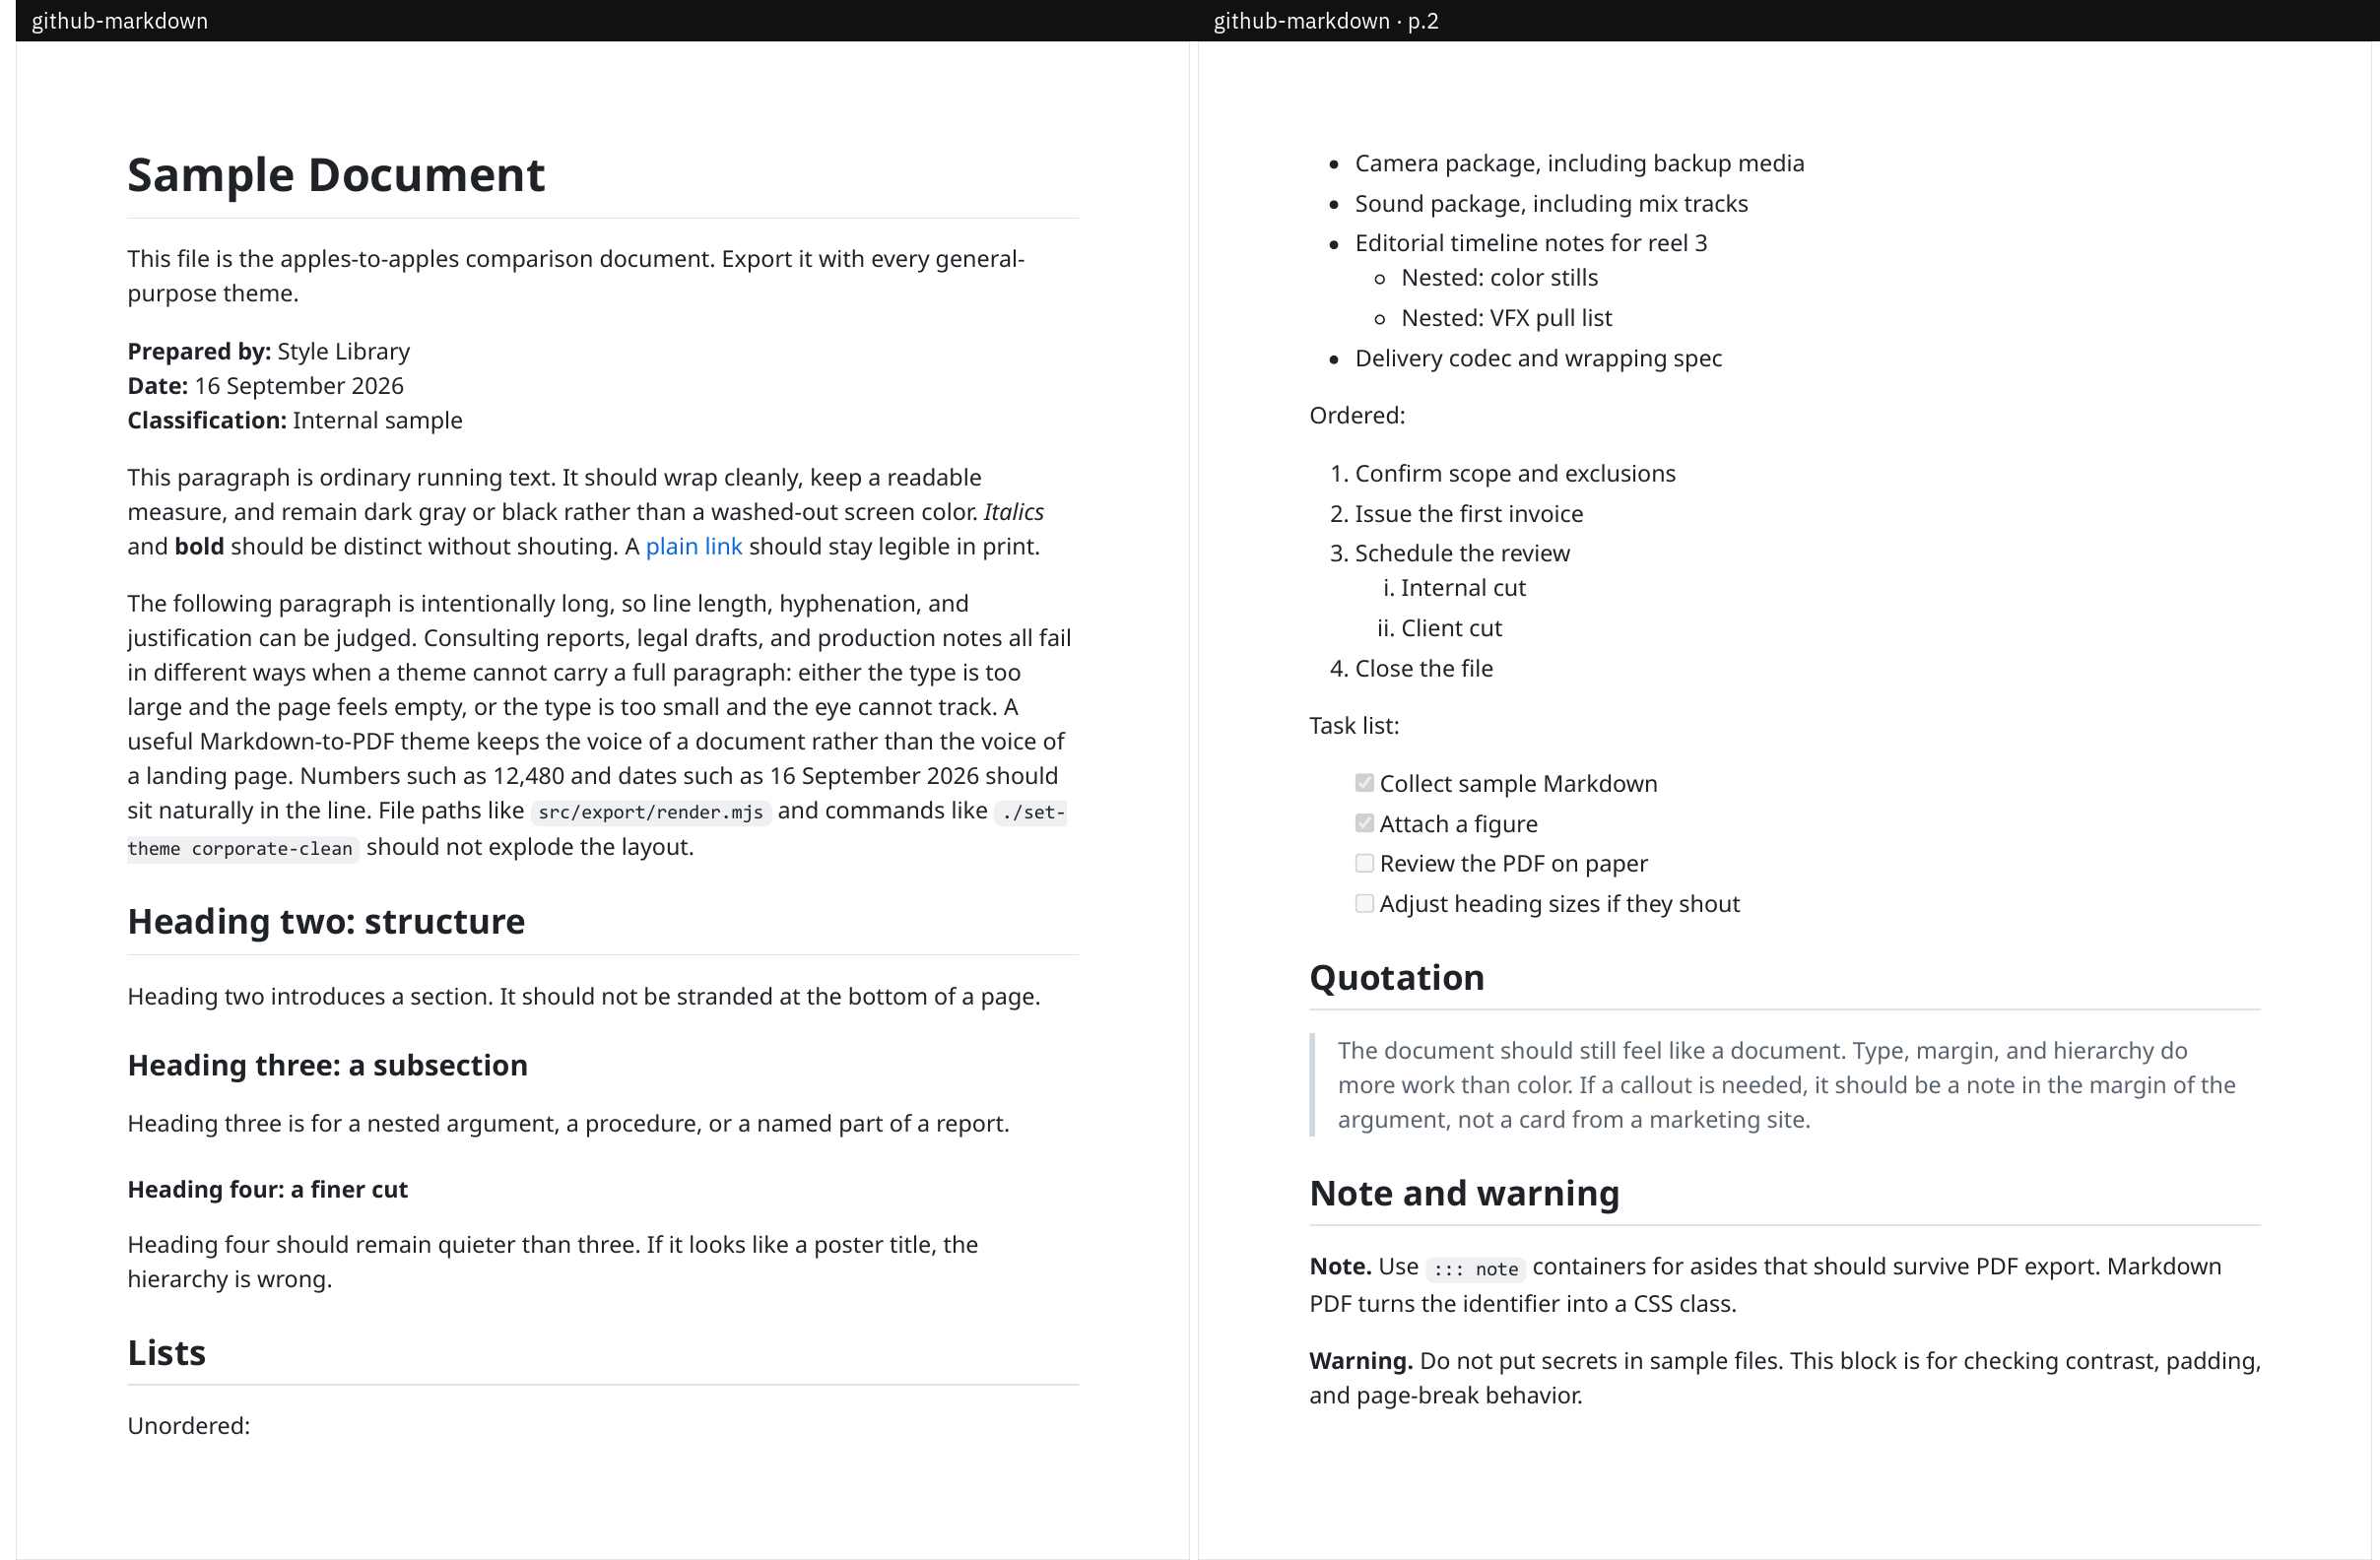 github-markdown
Sample Document
This file is the apples-to-apples comparison document. Export it with every general-
purpose theme.
Prepared by: Style Library
Date: 16 September 2026
Classification: Internal sample
This paragraph is ordinary running text. It should wrap cleanly, keep a readable
measure, and remain dark gray or black rather than a washed-out screen color. Italics
and bold should be distinct without shouting. A plain link should stay legible in print.
The following paragraph is intentionally long, so line length, hyphenation, and
justification can be judged. Consulting reports, legal drafts, and production notes all fail
in different ways when a theme cannot carry a full paragraph: either the type is too
large and the page feels empty, or the type is too small and the eye cannot track. A
useful Markdown-to-PDF theme keeps the voice of a document rather than the voice of
a landing page. Numbers such as 12,480 and dates such as 16 September 2026 should
sit naturally in the line. File paths like src/export/render.mjs and commands like ./set-
theme corporate-clean should not explode the layout.
Heading two: structure
Heading two introduces a section. It should not be stranded at the bottom of a page.
Heading three: a subsection
Heading three is for a nested argument, a procedure, or a named part of a report.
Heading four: a finer cut
Heading four should remain quieter than three. If it looks like a poster title, the
hierarchy is wrong.
Lists
Unordered:
github-markdown · p.2
• Camera package, including backup media
• Sound package, including mix tracks
• Editorial timeline notes for reel 3
◦ Nested: color stills
◦ Nested: VFX pull list
• Delivery codec and wrapping spec
Ordered:
1. Confirm scope and exclusions
2. Issue the first invoice
3. Schedule the review
i. Internal cut
ii. Client cut
4. Close the file
Task list:
Collect sample Markdown
Attach a figure
Review the PDF on paper
Adjust heading sizes if they shout
Quotation
The document should still feel like a document. Type, margin, and hierarchy do
more work than color. If a callout is needed, it should be a note in the margin of the
argument, not a card from a marketing site.
Note and warning
Note. Use ::: note containers for asides that should survive PDF export. Markdown
PDF turns the identifier into a CSS class.
Warning. Do not put secrets in sample files. This block is for checking contrast, padding,
and page-break behavior.